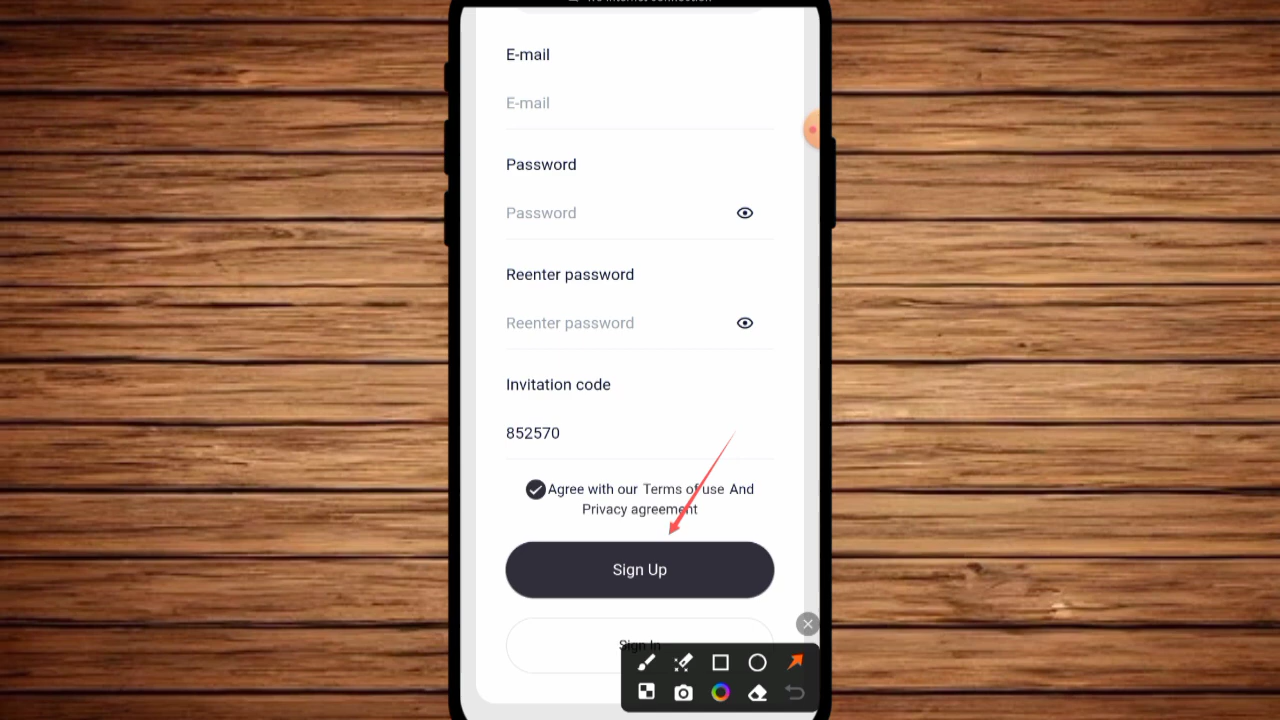 E-mail
E-mail
Password
Password
Reenter password
Reenter password
Invitation code
852570
Agree with our Terms of use And
Privacy agreement
Sign Up
Sign In